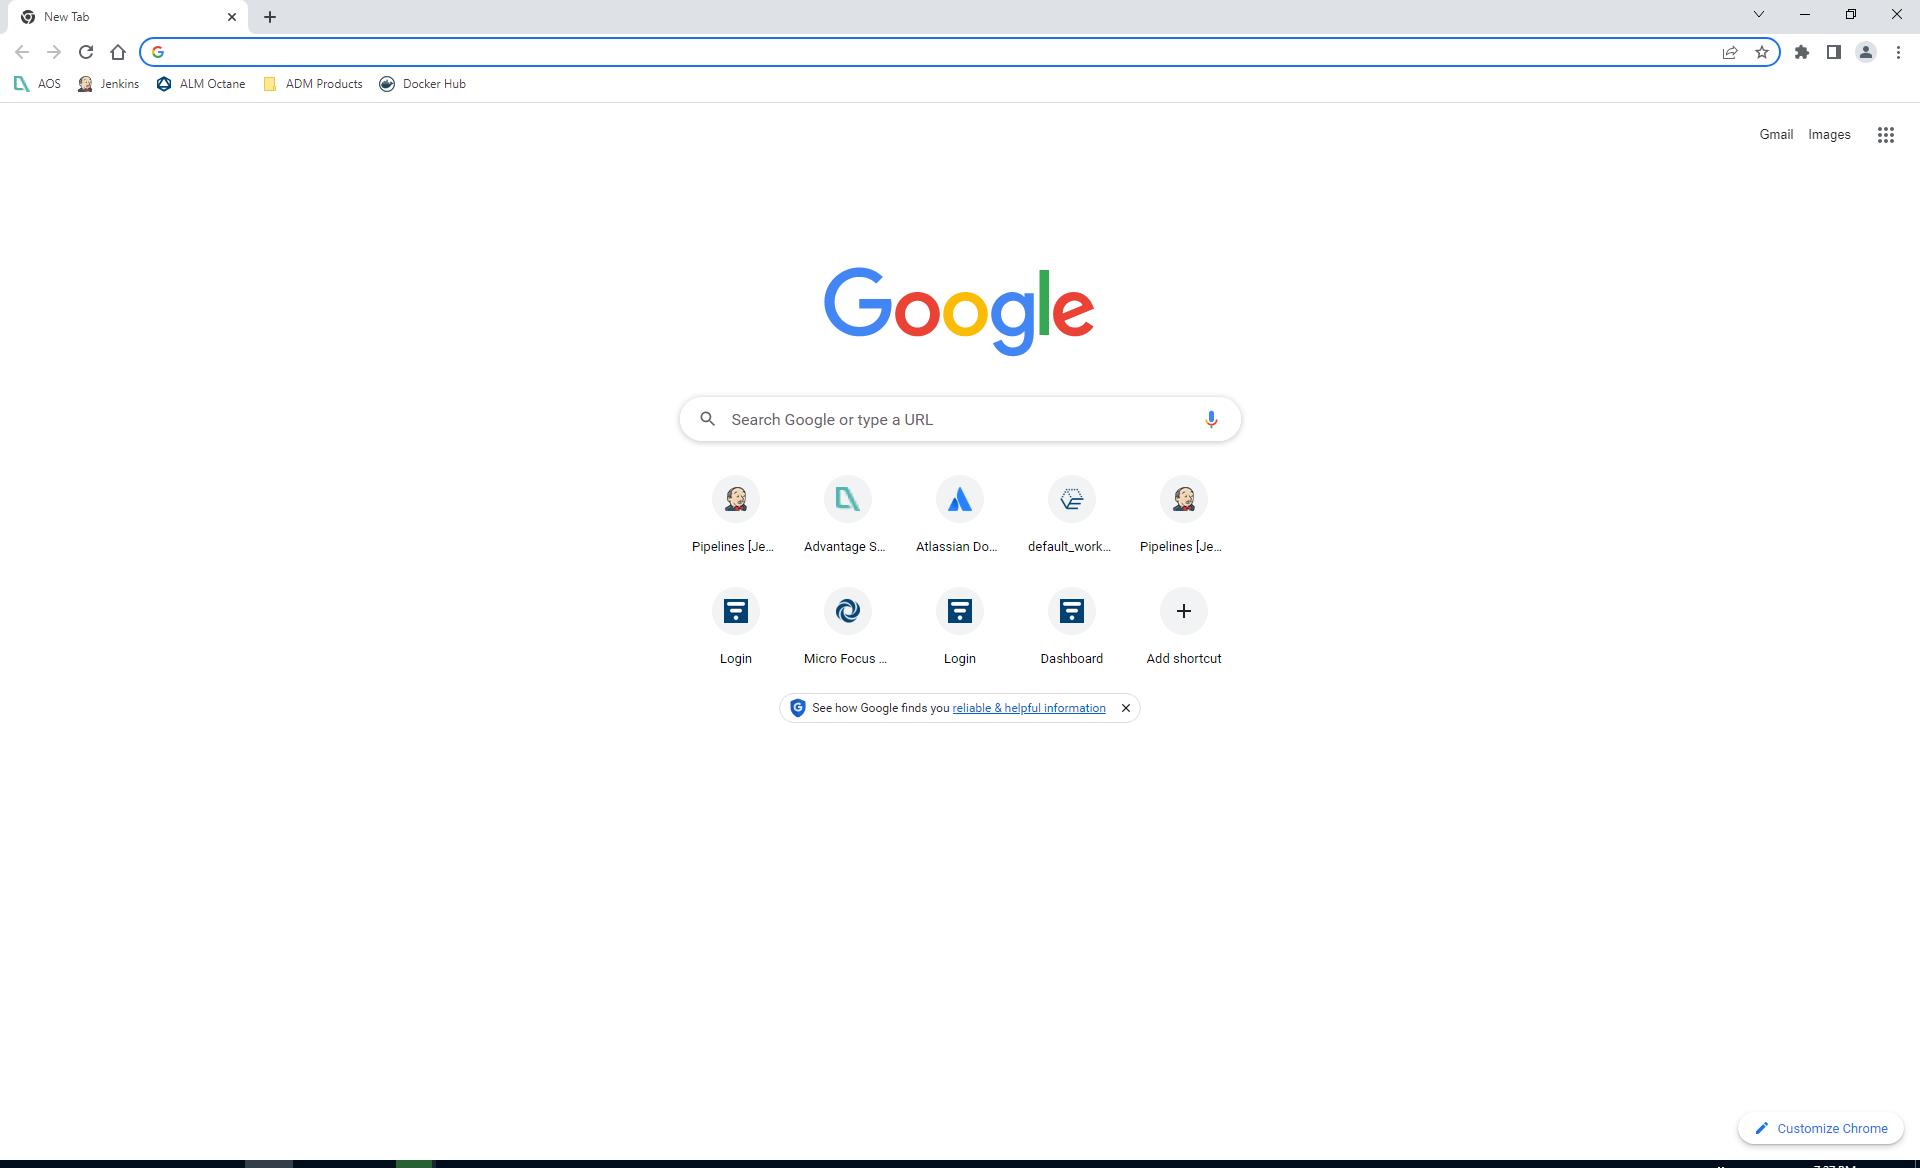 New Tab
AOS Jenkins ALM Octane ADM Products Docker Hub
Gmail Images
Google
Search Google or type a URL
Pipelines [Je... Advantage S... Atlassian Do... default_work... Pipelines [Je...
Login Micro Focus ... Login Dashboard Add shortcut
See how Google finds you reliable & helpful information
Customize Chrome